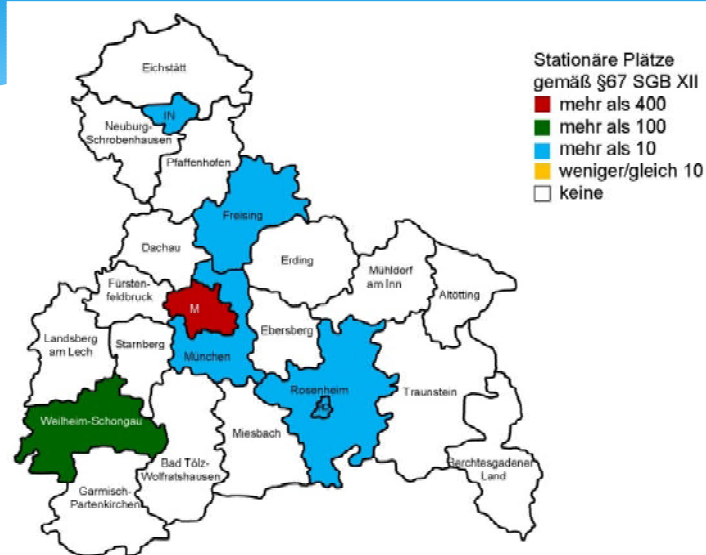 Stationäre Plätze
gemäß §67 SGB XII
mehr als 400
mehr als 100
mehr als 10
weniger/gleich 10
keine
Eichstätt
IN
Neuburg-
Schrobenhausen
Pfaffenhofen
Freising
Dachau
Erding
Mühldorf
am Inn
Altötting
Fürsten-
feldbruck
M
Ebersberg
Landsberg
am Lech
Starnberg
München
Rosenheim
Traunstein
Weilheim-Schongau
Miesbach
Bad Tölz-
Wolfratshausen
Berchtesgadener
Land
Garmisch-
Partenkirchen